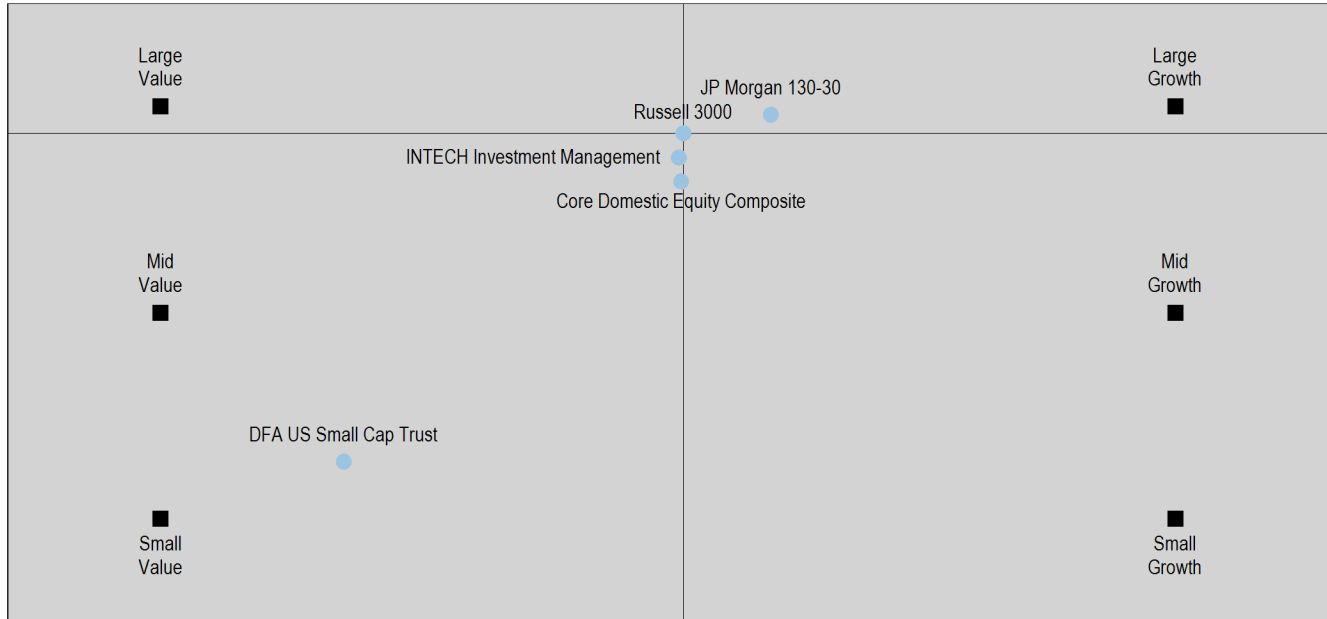 Large
Value
Large
Growth
JP Morgan 130-30
Russell 3000
INTECH Investment Management
Core Domestic Equity Composite
Mid
Value
Mid
Growth
DFA US Small Cap Trust
Small
Value
Small
Growth